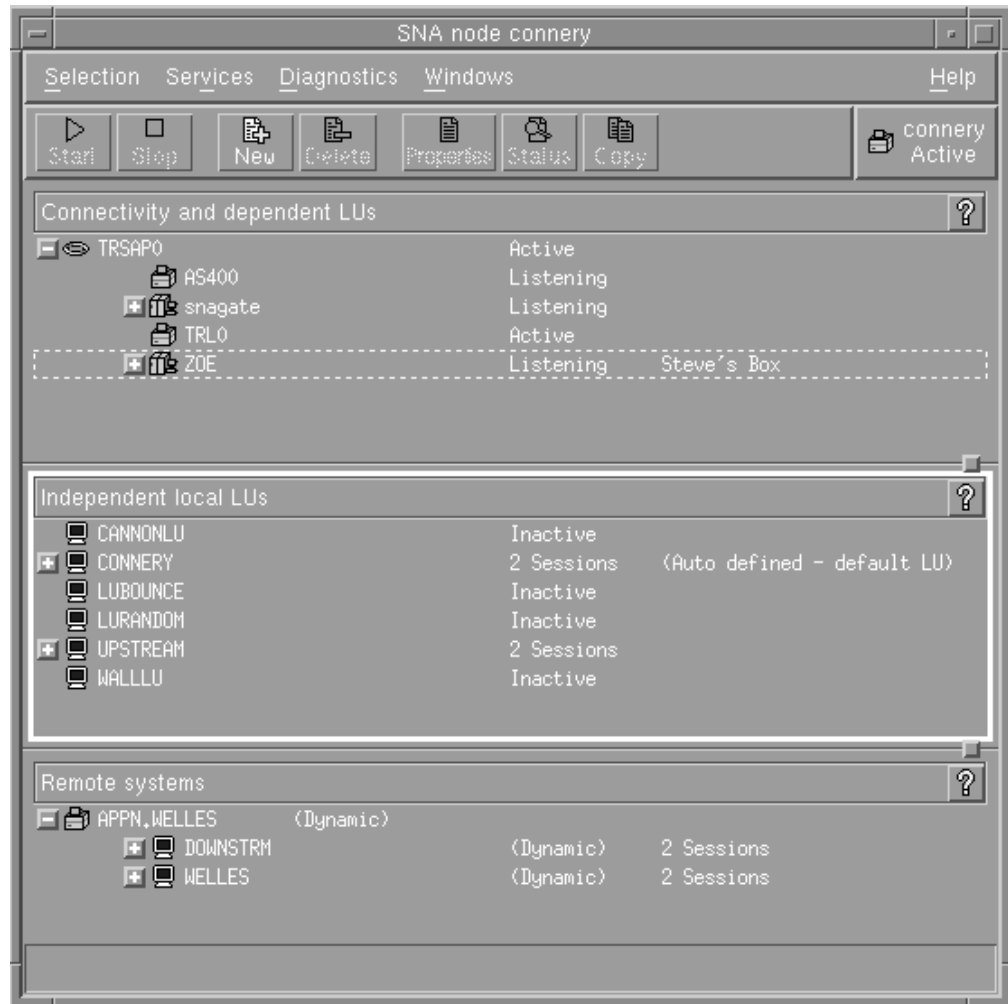 SNA node connery
Selection Services Diagnostics Windows Help
Start Stop New Delete Properties Status Copy connery
Active
Connectivity and dependent LUs ?
TRSAP0 Active
AS400 Listening
snagate Listening
TRL0 Active
ZOE Listening Steve's Box
Independent local LUs ?
CANNONLU Inactive
CONNERY 2 Sessions (Auto defined - default LU)
LUBOUNCE Inactive
LURANDOM Inactive
UPSTREAM 2 Sessions
WALLLU Inactive
Remote systems ?
APPN.WELLES (Dynamic)
DOWNSTRM (Dynamic) 2 Sessions
WELLES (Dynamic) 2 Sessions